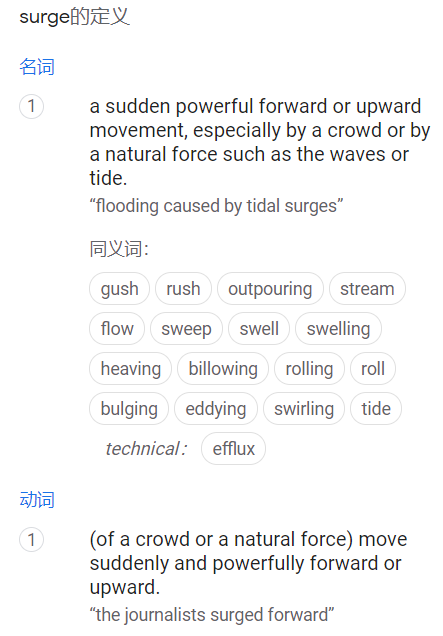 surge的定义
名词
1
a sudden powerful forward or upward
movement, especially by a crowd or by
a natural force such as the waves or
tide.
“flooding caused by tidal surges”
同义词：
gush rush outpouring stream
flow sweep swell swelling
heaving billowing rolling roll
bulging eddying swirling tide
technical： efflux
动词
1
(of a crowd or a natural force) move
suddenly and powerfully forward or
upward.
“the journalists surged forward”